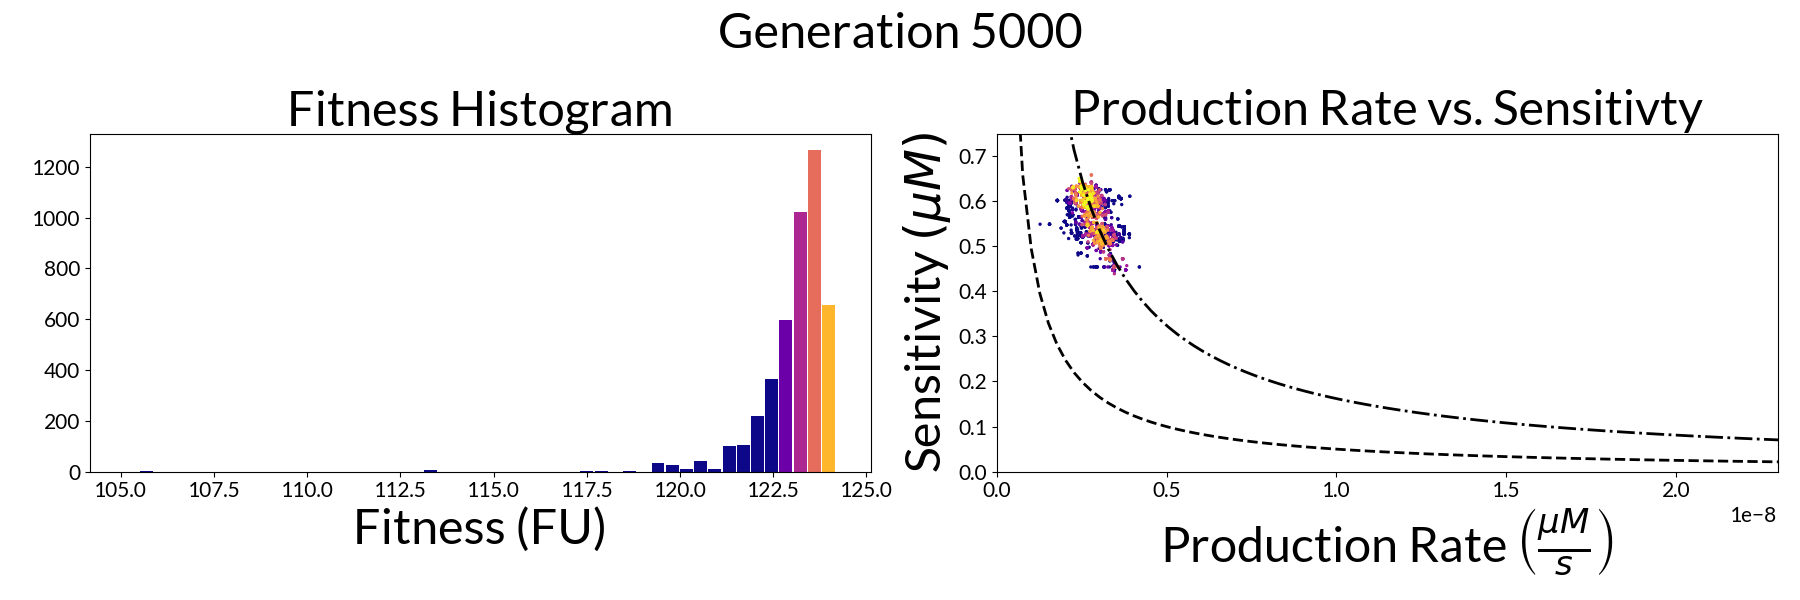 Generation 5000
Fitness Histogram
1200
1000
800
600
400
200
0
105.0 107.5 110.0 112.5 115.0 117.5 120.0 122.5 125.0
Fitness (FU)
Production Rate vs. Sensitivty
Sensitivity (μM)
0.7
0.6
0.5
0.4
0.3
0.2
0.1
0.0
0.0 0.5 1.0 1.5 2.0
1e−8
Production Rate (μM/s)